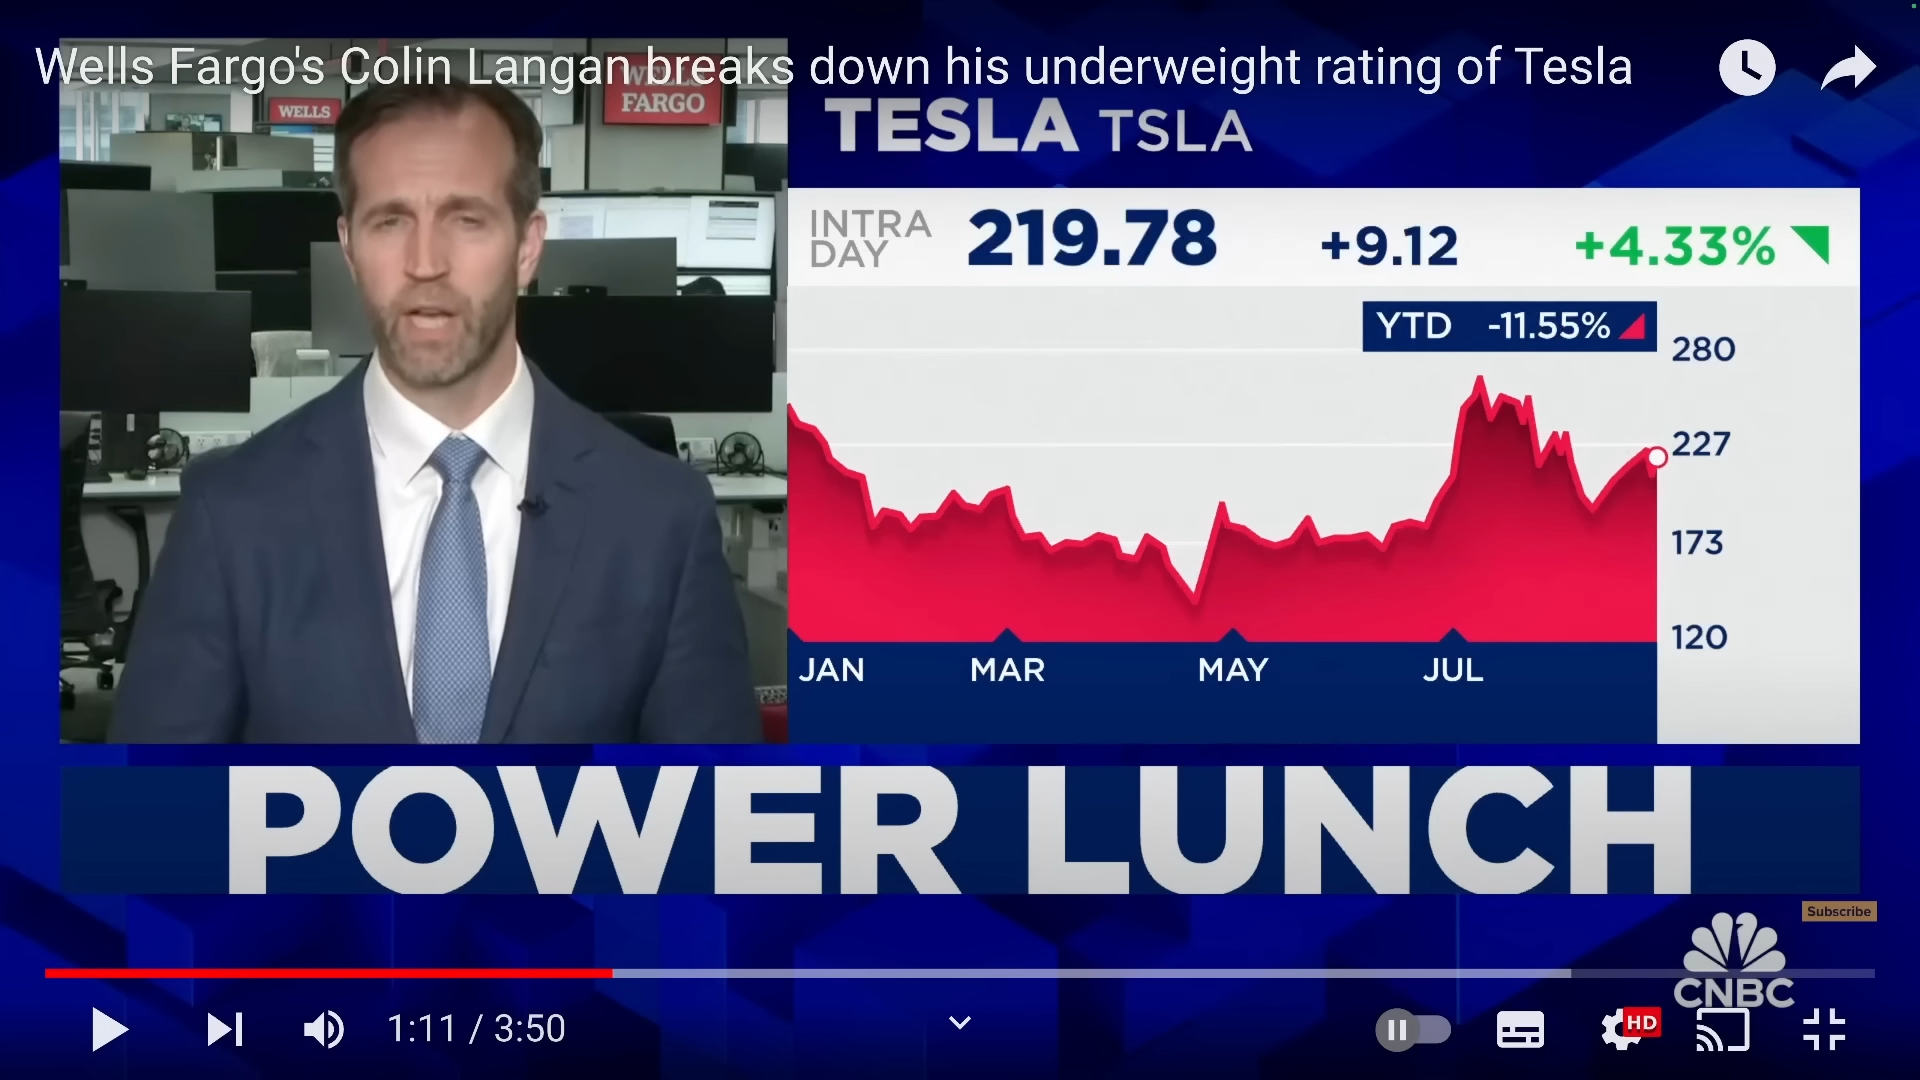 Wells Fargo's Colin Langan breaks down his underweight rating of Tesla
WELLS
WELLS
FARGO
TESLA TSLA
INTRA
DAY
219.78
+9.12
+4.33%
YTD -11.55%
280
227
173
120
JAN
MAR
MAY
JUL
POWER LUNCH
Subscribe
CNBC
1:11 / 3:50
HD